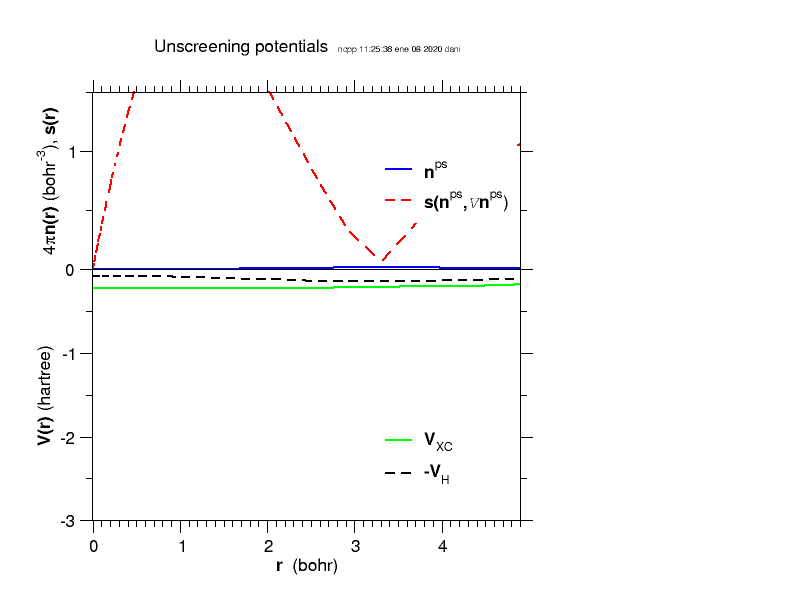 Unscreening potentials ncpp 11:25:38 ene 06 2020 dani
4πn(r) (bohr-3), s(r)
1
0
nps
s(nps,∇nps)
V(r) (hartree)
-1
-2
-3
VXC
-VH
0 1 2 3 4
r (bohr)